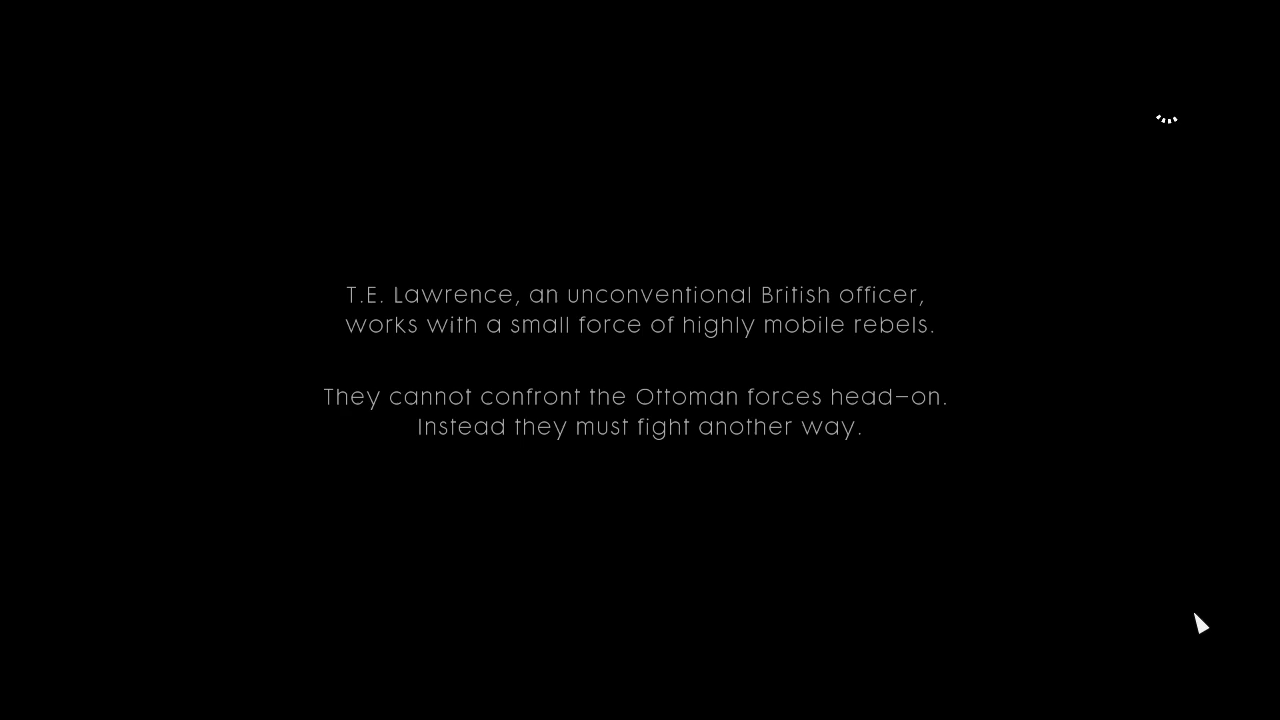 T.E. Lawrence, an unconventional British officer,
works with a small force of highly mobile rebels.
They cannot confront the Ottoman forces head-on.
Instead they must fight another way.